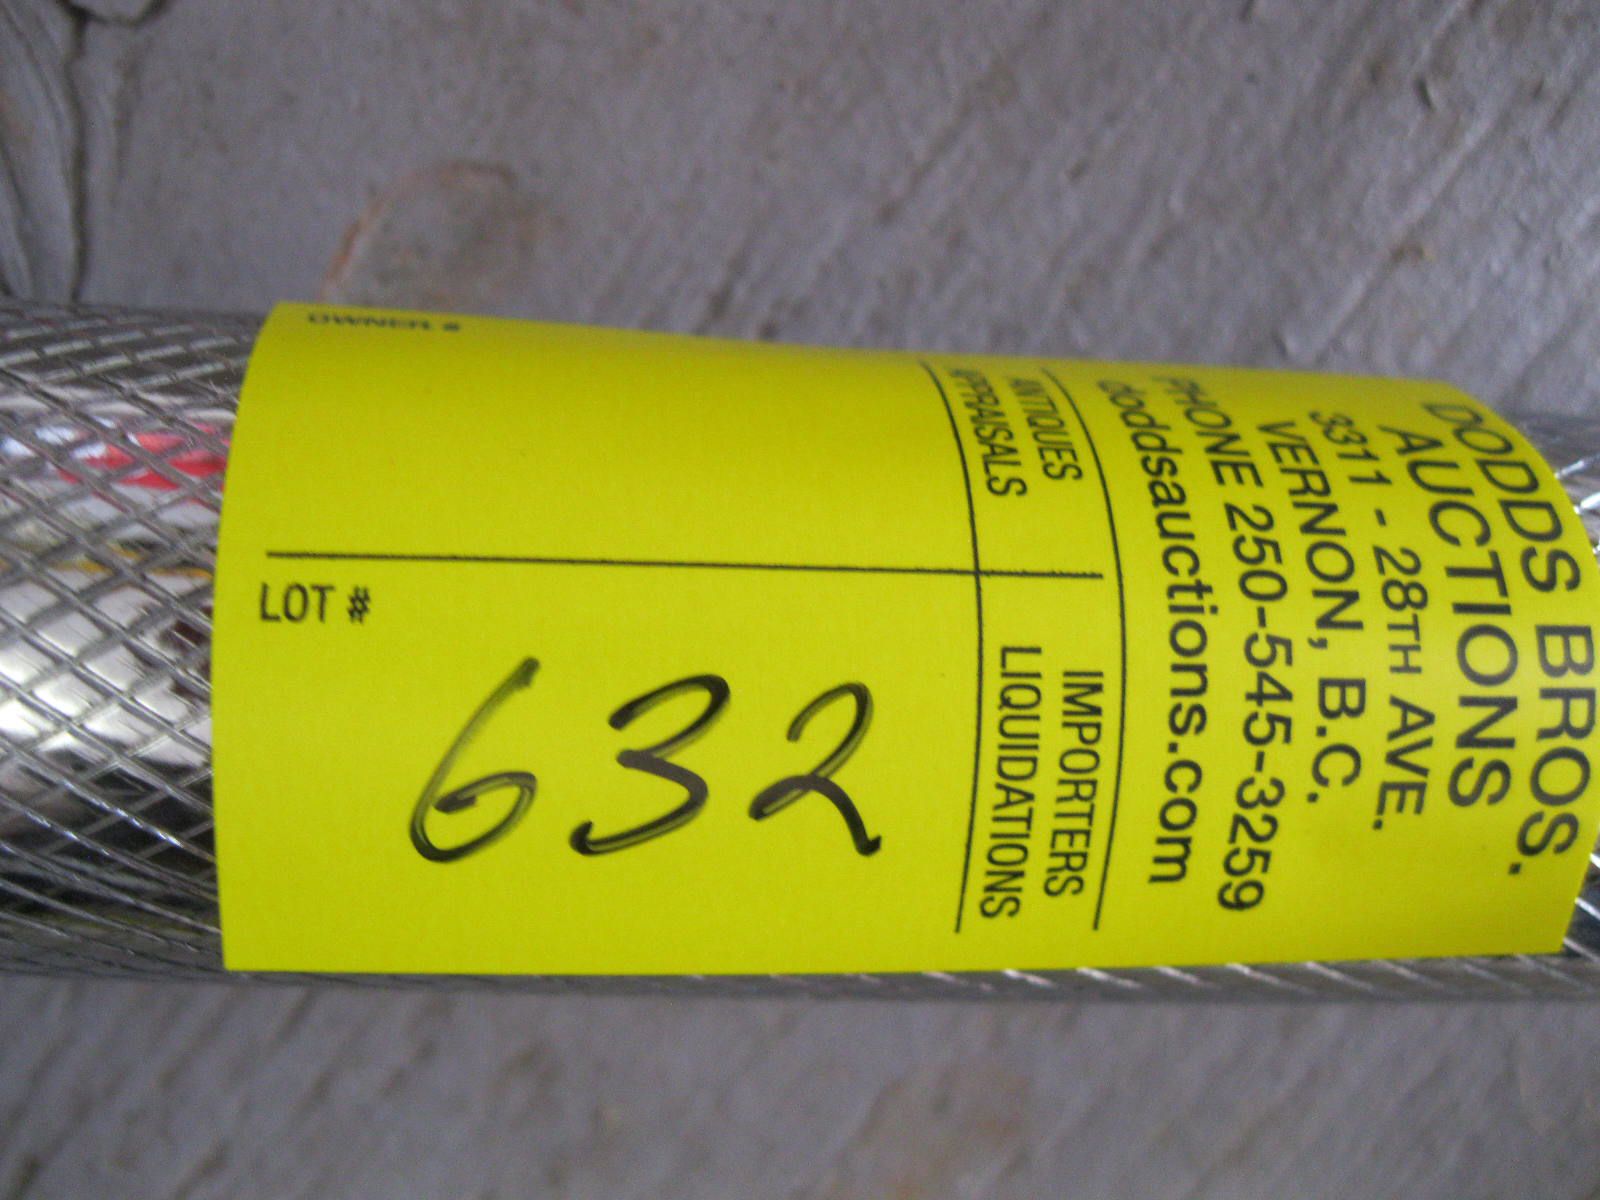 DODDS BROS.
AUCTIONS
3311 - 28TH AVE.
VERNON, B.C.
PHONE 250-545-3259
doddsauctions.com
ANTIQUES IMPORTERS
APPRAISALS LIQUIDATIONS
OWNER #
LOT #
632